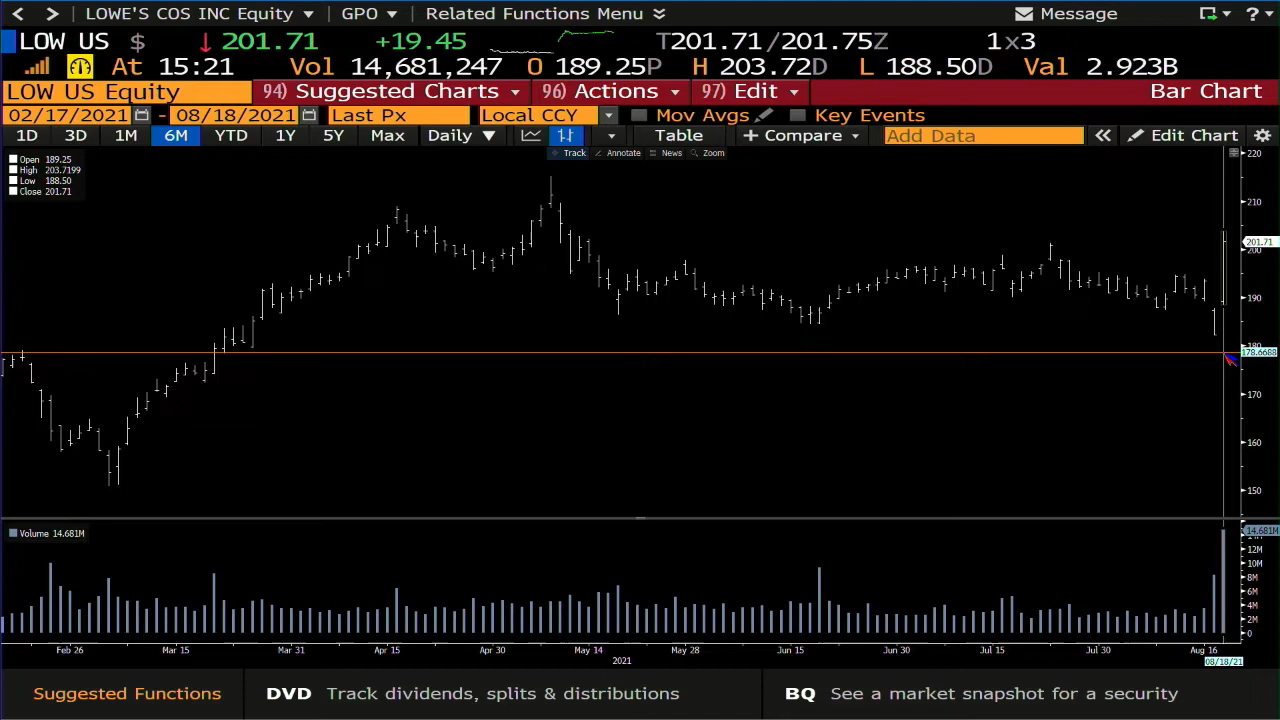 < > LOWE'S COS INC Equity GPO Related Functions Menu Message ?
LOW US $ ↓ 201.71 +19.45 T201.71/201.75Z 1x3
At 15:21 Vol 14,681,247 O 189.25P H 203.72D L 188.50D Val 2.923B
LOW US Equity 94) Suggested Charts 96) Actions 97) Edit Bar Chart
02/17/2021 - 08/18/2021 Last Px Local CCY Mov Avgs Key Events
1D 3D 1M 6M YTD 1Y 5Y Max Daily ▼ Table + Compare Add Data « Edit Chart
Track Annotate News Zoom
Open 189.25
High 203.7199
Low 188.50
Close 201.71
220
210
201.71
200
190
180
178.6688
170
160
150
Volume 14.681M
14.681M
12M
10M
8M
6M
4M
2M
0
Feb 26 Mar 15 Mar 31 Apr 15 Apr 30 May 14 May 28 Jun 15 Jun 30 Jul 15 Jul 30 Aug 16
2021 08/18/21
Suggested Functions DVD Track dividends, splits & distributions BQ See a market snapshot for a security